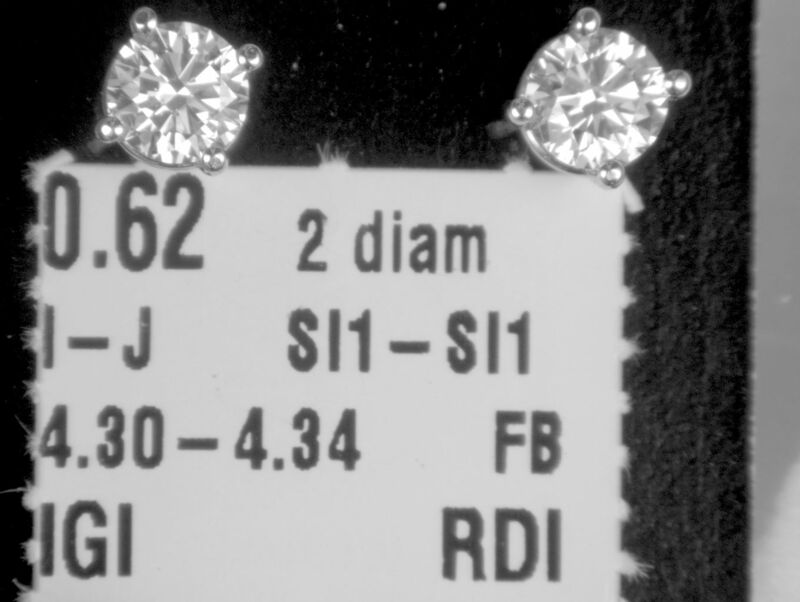 0.62 2 diam
I-J SI1-SI1
4.30-4.34 FB
IGI RDI